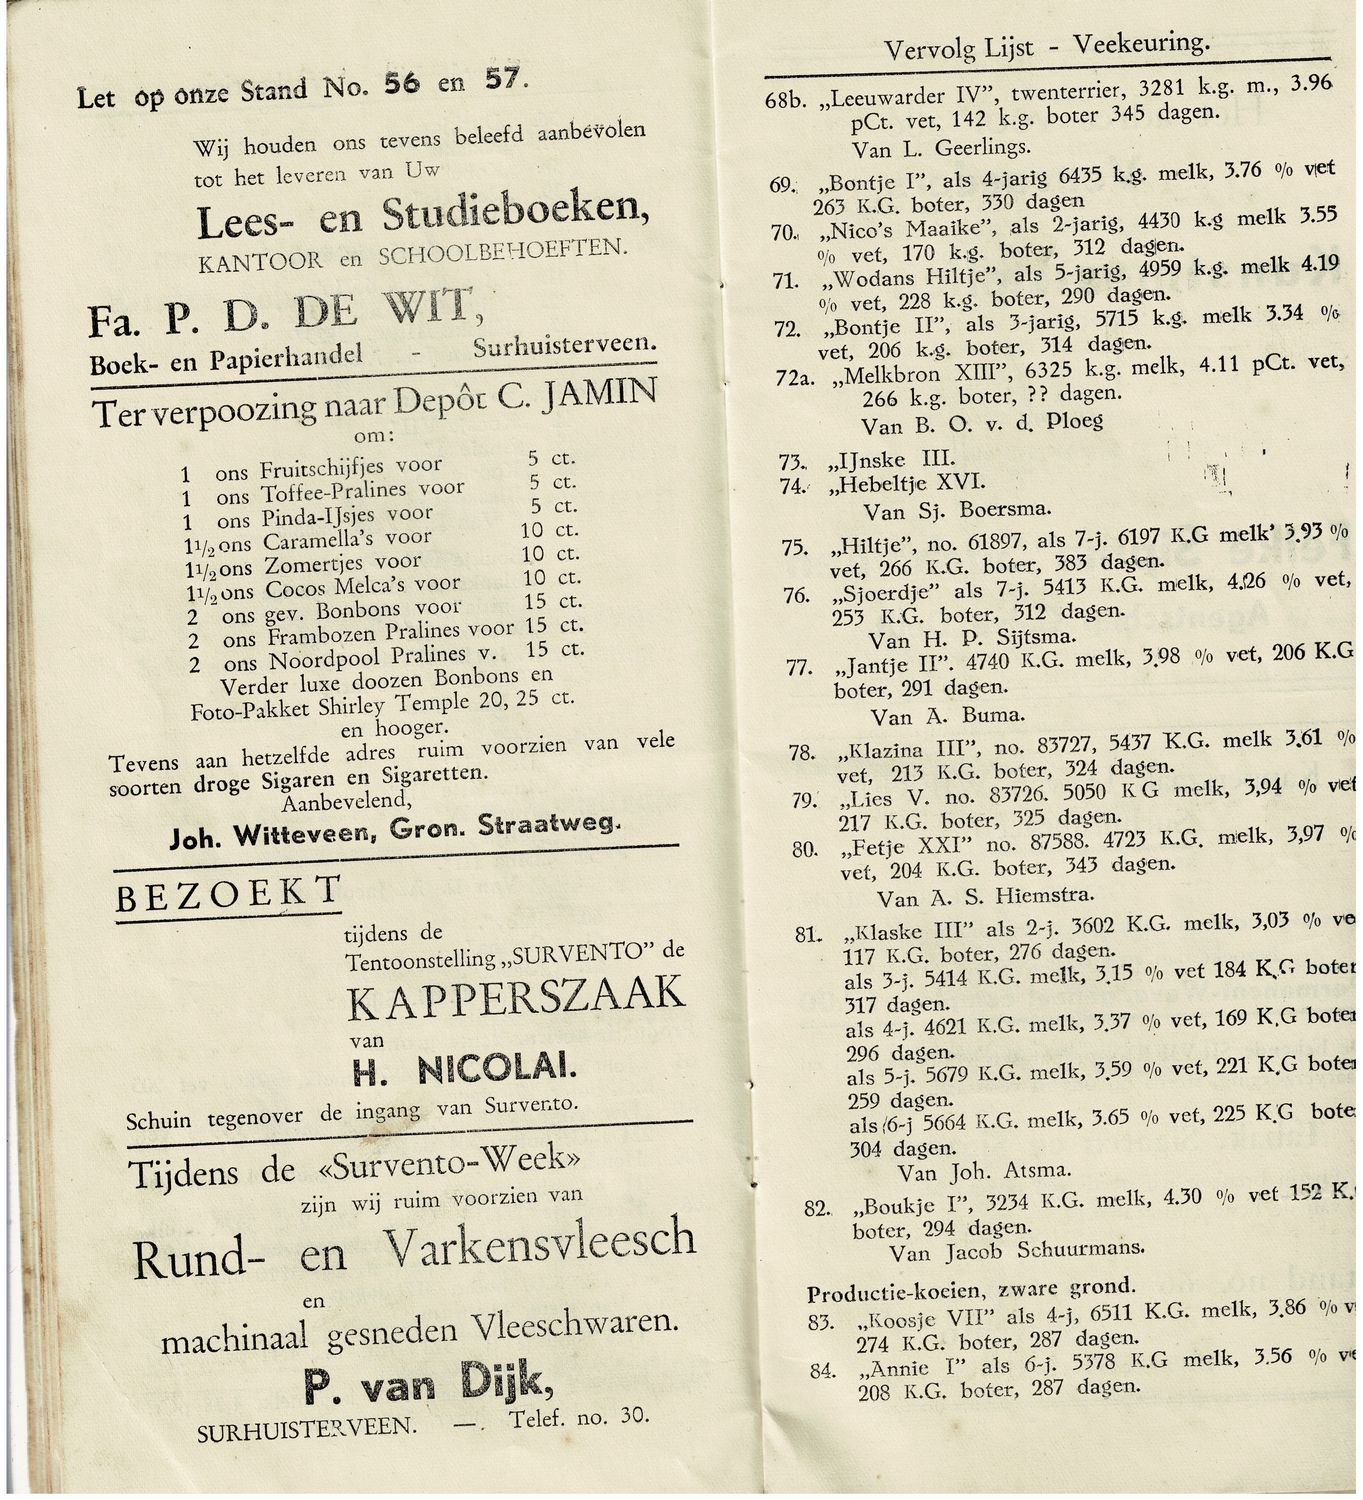 Let op onze Stand No. 56 en 57.
Wij houden ons tevens beleefd aanbevolen
tot het leveren van Uw
Lees- en Studieboeken,
KANTOOR en SCHOOLBEHOEFTEN.
Fa. P. D. DE WIT,
Boek- en Papierhandel - Surhuisterveen.
Ter verpoozing naar Depôt C. JAMIN
om:
1 ons Fruitschijfjes voor 5 ct.
1 ons Toffee-Pralines voor 5 ct.
1 ons Pinda-IJsjes voor 5 ct.
1½ ons Caramella's voor 10 ct.
1½ ons Zomertjes voor 10 ct.
1½ ons Cocos Melca's voor 10 ct.
2 ons gev. Bonbons voor 15 ct.
2 ons Frambozen Pralines voor 15 ct.
2 ons Noordpool Pralines v. 15 ct.
Verder luxe doozen Bonbons en
Foto-Pakket Shirley Temple 20, 25 ct.
en hooger.
Tevens aan hetzelfde adres ruim voorzien van vele
soorten droge Sigaren en Sigaretten.
Aanbevelend,
Joh. Witteveen, Gron. Straatweg.
BEZOEKT
tijdens de
Tentoonstelling „SURVENTO” de
KAPPERSZAAK
van
H. NICOLAI.
Schuin tegenover de ingang van Survento.
Tijdens de «Survento-Week»
zijn wij ruim voorzien van
Rund- en Varkensvleesch
en
machinaal gesneden Vleeschwaren.
P. van Dijk,
SURHUISTERVEEN. —. Telef. no. 30.
Vervolg Lijst - Veekeuring.
68b. „Leeuwarder IV”, twenterrier, 3281 k.g. m., 3.96
pCt. vet, 142 k.g. boter 345 dagen.
Van L. Geerlings.
69. „Bontje I”, als 4-jarig 6435 k.g. melk, 3.76 % vet
263 K.G. boter, 330 dagen
70. „Nico's Maaike”, als 2-jarig, 4430 k.g melk 3.55
% vet, 170 k.g. boter, 312 dagen.
71. „Wodans Hiltje”, als 5-jarig, 4959 k.g. melk 4.19
% vet, 228 k.g. boter, 290 dagen.
72. „Bontje II”, als 3-jarig, 5715 k.g. melk 3.34 %
vet, 206 k.g. boter, 314 dagen.
72a. „Melkbron XIII”, 6325 k.g. melk, 4.11 pCt. vet,
266 k.g. boter, ?? dagen.
Van B. O. v. d. Ploeg
73. „IJnske III.
74. „Hebeltje XVI.
Van Sj. Boersma.
75. „Hiltje”, no. 61897, als 7-j. 6197 K.G melk' 3.93 %
vet, 266 K.G. boter, 383 dagen.
76. „Sjoerdje” als 7-j. 5413 K.G. melk, 4.26 % vet,
253 K.G. boter, 312 dagen.
Van H. P. Sijtsma.
77. „Jantje II”. 4740 K.G. melk, 3.98 % vet, 206 K.G
boter, 291 dagen.
Van A. Buma.
78. „Klazina III”, no. 83727, 5437 K.G. melk 3.61 %
vet, 213 K.G. boter, 324 dagen.
79. „Lies V. no. 83726. 5050 K G melk, 3,94 % vet
217 K.G. boter, 325 dagen.
80. „Fetje XXI” no. 87588. 4723 K.G. melk, 3,97 %
vet, 204 K.G. boter, 343 dagen.
Van A. S. Hiemstra.
81. „Klaske III” als 2-j. 3602 K.G. melk, 3,03 % ve
117 K.G. boter, 276 dagen.
als 3-j. 5414 K.G. melk, 3.15 % vet 184 K.G boter
317 dagen.
als 4-j. 4621 K.G. melk, 3.37 % vet, 169 K.G boter
296 dagen.
als 5-j. 5679 K.G. melk, 3.59 % vet, 221 K.G boter
259 dagen.
als 6-j 5664 K.G. melk, 3.65 % vet, 225 K.G bote
304 dagen.
Van Joh. Atsma.
82. „Boukje I”, 3234 K.G. melk, 4.30 % vet 152 K.
boter, 294 dagen.
Van Jacob Schuurmans.
Productie-koeien, zware grond.
83. „Koosje VII” als 4-j, 6511 K.G. melk, 3.86 % v
274 K.G. boter, 287 dagen.
84. „Annie I” als 6-j. 5378 K.G melk, 3.56 % ve
208 K.G. boter, 287 dagen.